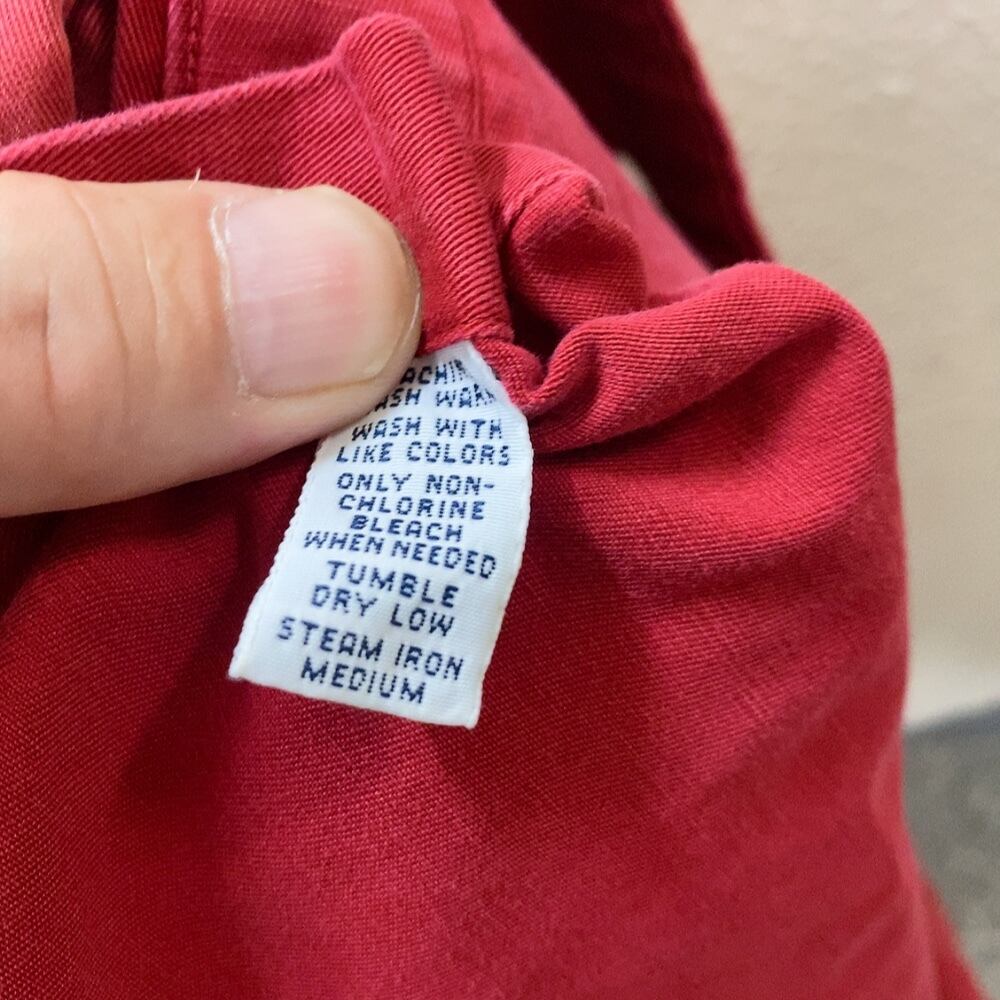 WASH WITH
LIKE COLORS
ONLY NON-
CHLORINE
BLEACH
WHEN NEEDED
TUMBLE
DRY LOW
STEAM IRON
MEDIUM